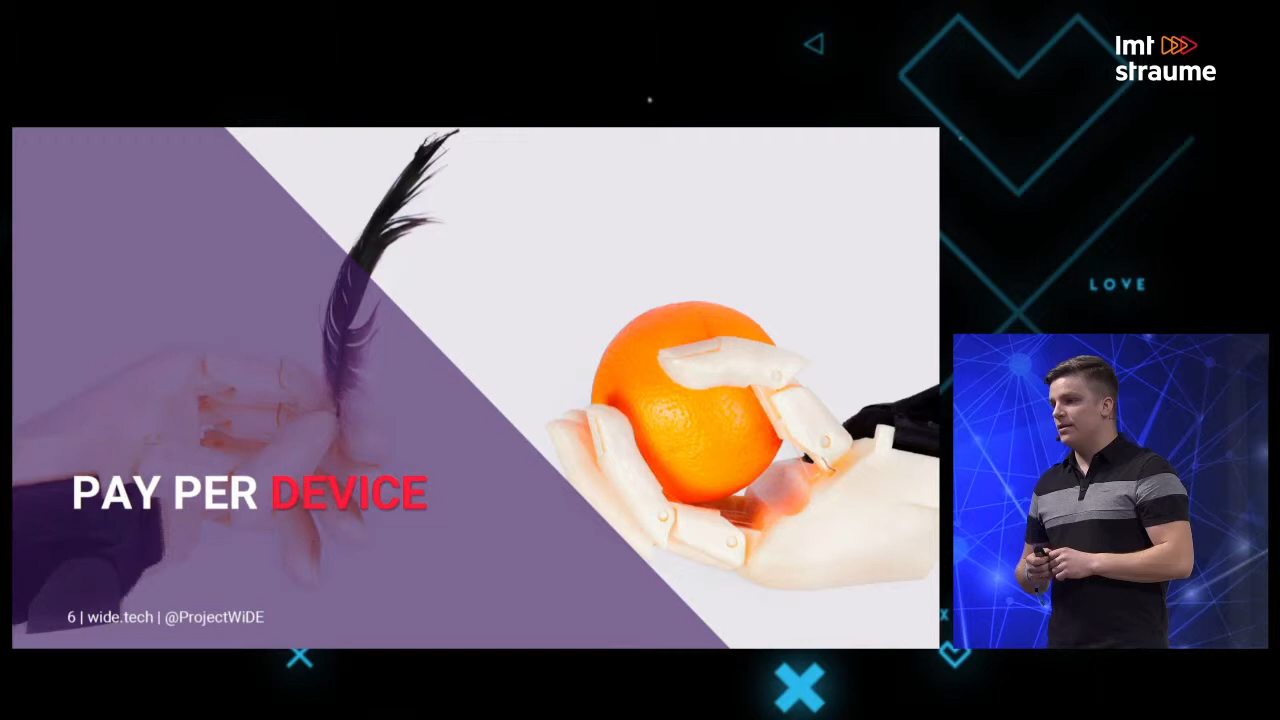 lmt
straume
LOVE
PAY PER DEVICE
6 | wide.tech | @ProjectWiDE
x